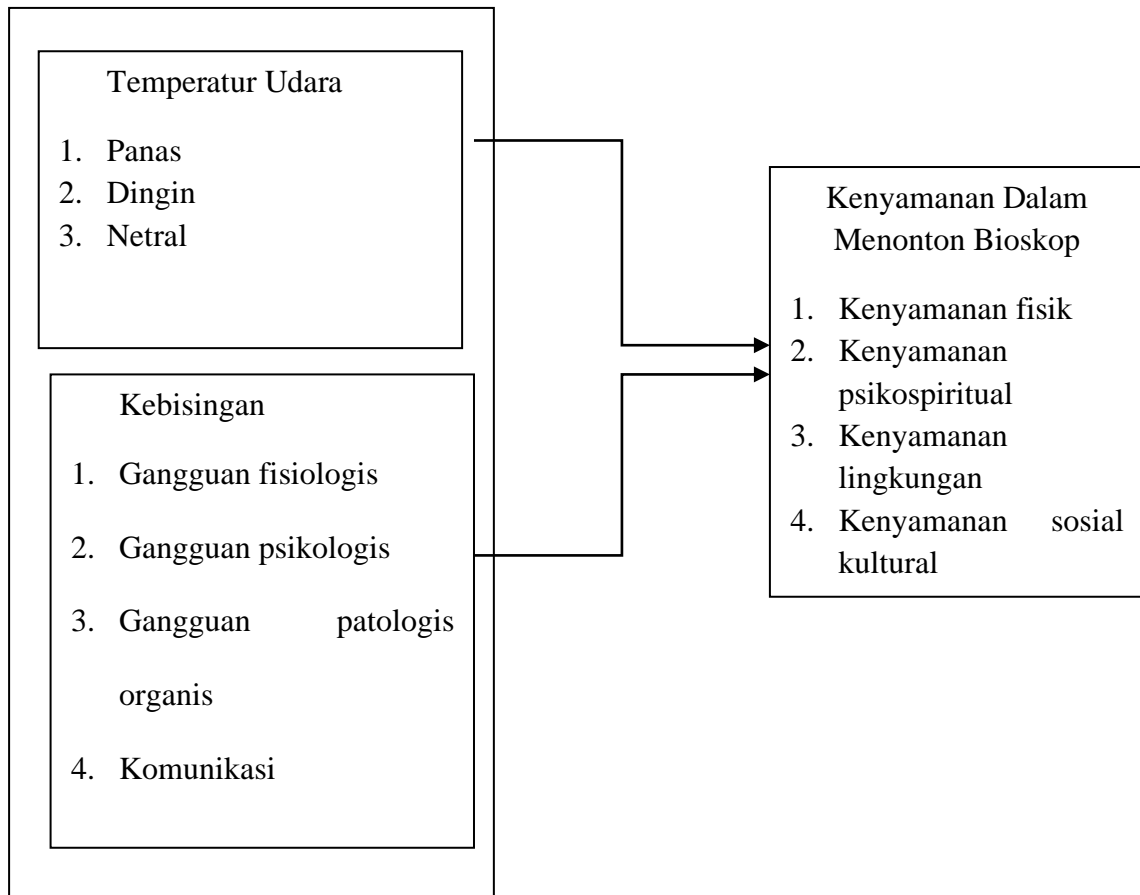 Temperatur Udara
1. Panas
2. Dingin
3. Netral
Kebisingan
1. Gangguan fisiologis
2. Gangguan psikologis
3. Gangguan patologis
organis
4. Komunikasi
Kenyamanan Dalam
Menonton Bioskop
1. Kenyamanan fisik
2. Kenyamanan
psikospiritual
3. Kenyamanan
lingkungan
4. Kenyamanan sosial
kultural